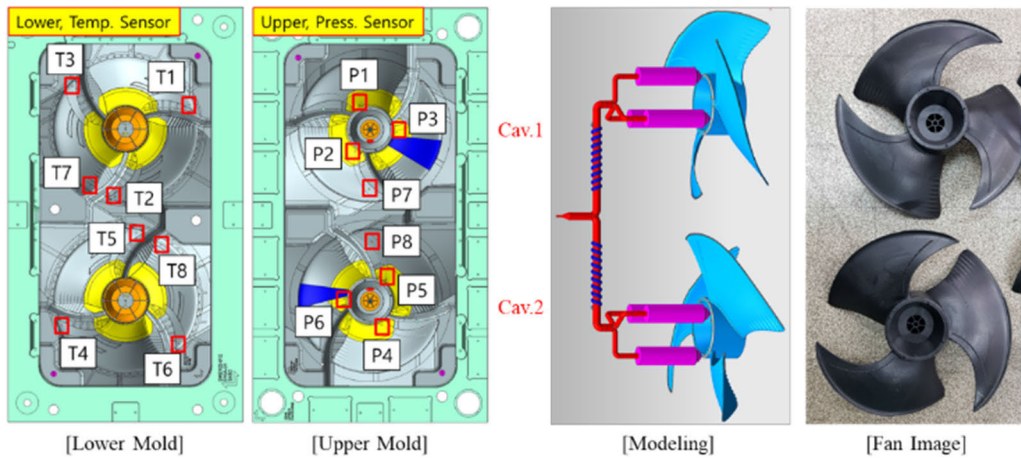 Lower, Temp. Sensor
Upper, Press. Sensor
T3
T1
T7
T2
T5
T8
T4
T6
P1
P3
P2
P7
P8
P5
P6
P4
Cav.1
Cav.2
[Lower Mold]
[Upper Mold]
[Modeling]
[Fan Image]